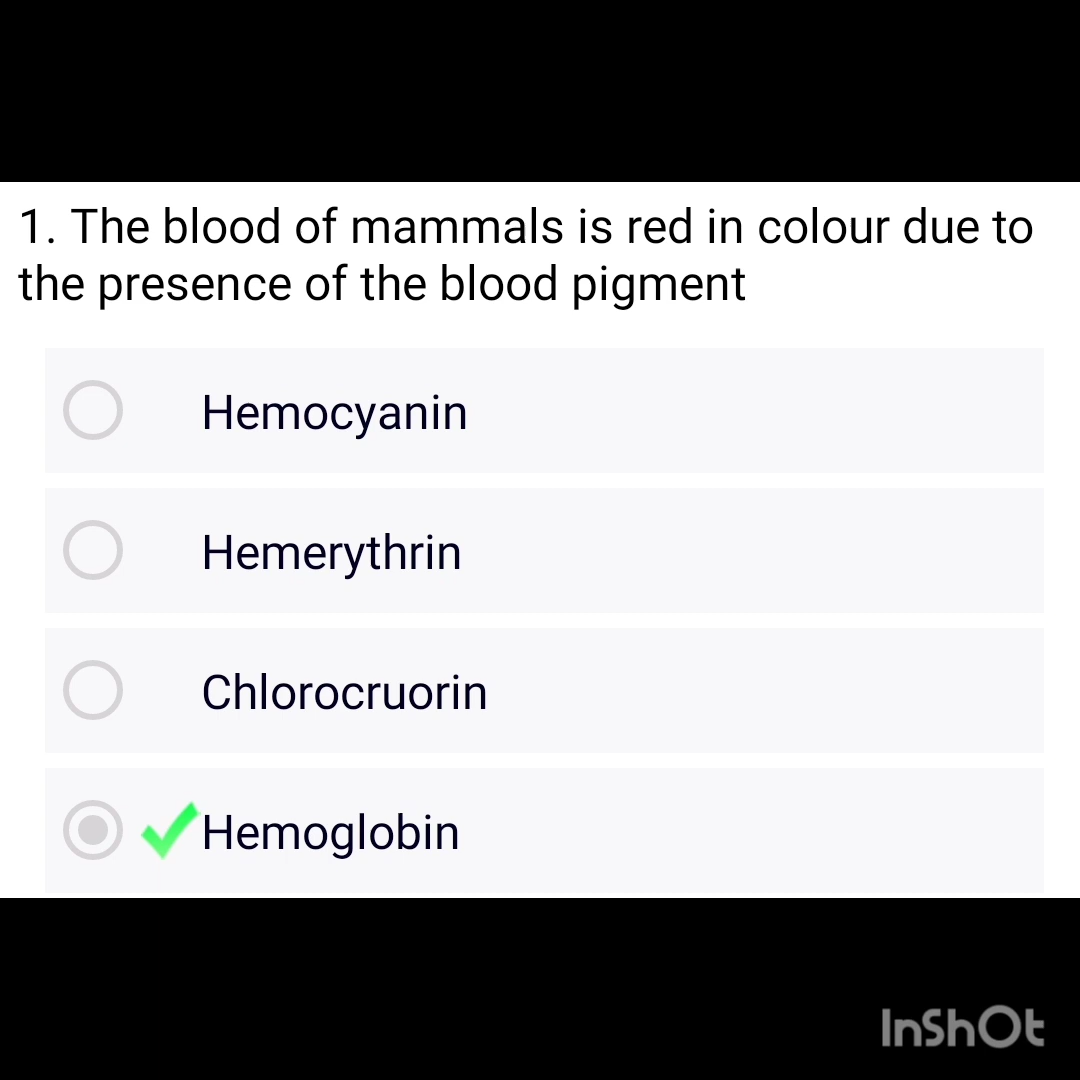 1. The blood of mammals is red in colour due to
the presence of the blood pigment
Hemocyanin
Hemerythrin
Chlorocruorin
Hemoglobin
InShOt